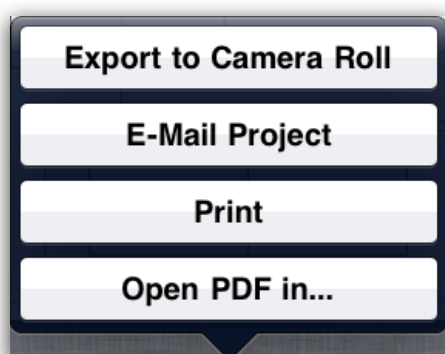 Export to Camera Roll
E-Mail Project
Print
Open PDF in...